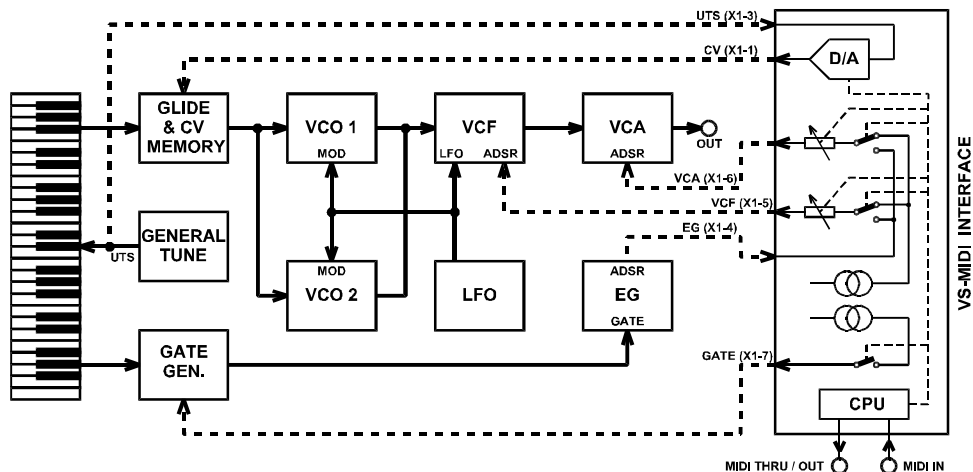 UTS (X1-3)
CV (X1-1)
D/A
GLIDE
& CV
MEMORY
VCO 1
MOD
VCF
LFO ADSR
VCA
ADSR
OUT
VCA (X1-6)
VCF (X1-5)
EG (X1-4)
UTS
GENERAL
TUNE
MOD
VCO 2
LFO
ADSR
EG
GATE
GATE
GEN.
GATE (X1-7)
CPU
VS-MIDI INTERFACE
MIDI THRU / OUT
MIDI IN